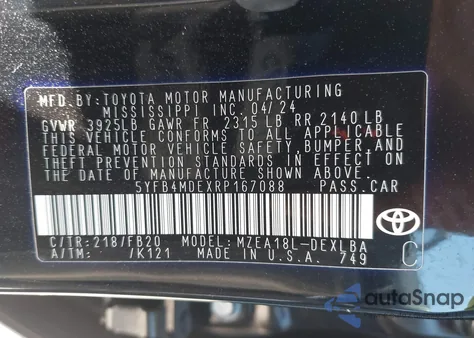 MFD. BY: TOYOTA MOTOR MANUFACTURING
MISSISSIPPI, INC. 04/24
GVWR 3925LB GAWR FR 2315 LB RR 2140 LB
THIS VEHICLE CONFORMS TO ALL APPLICABLE
FEDERAL MOTOR VEHICLE SAFETY, BUMPER, AND
THEFT PREVENTION STANDARDS IN EFFECT ON
THE DATE OF MANUFACTURE SHOWN ABOVE.
5YFB4MDEXRP167088 PASS.CAR
C/TR:218/FB20 MODEL:MZEA18L-DEXLBA
A/TM: /K121 MADE IN U.S.A. 749
C
autoSnap